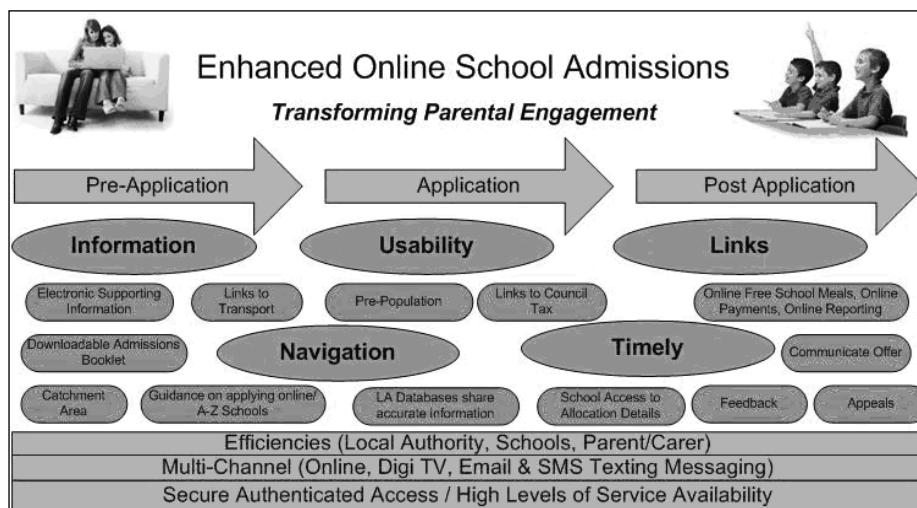 Enhanced Online School Admissions
Transforming Parental Engagement
Pre-Application
Application
Post Application
Information
Usability
Links
Electronic Supporting
Information
Links to
Transport
Pre-Population
Links to Council
Tax
Online Free School Meals, Online
Payments, Online Reporting
Downloadable Admissions
Booklet
Navigation
Timely
Communicate Offer
Catchment
Area
Guidance on applying online/
A-Z Schools
LA Databases share
accurate information
School Access to
Allocation Details
Feedback
Appeals
Efficiencies (Local Authority, Schools, Parent/Carer)
Multi-Channel (Online, Digi TV, Email & SMS Texting Messaging)
Secure Authenticated Access / High Levels of Service Availability